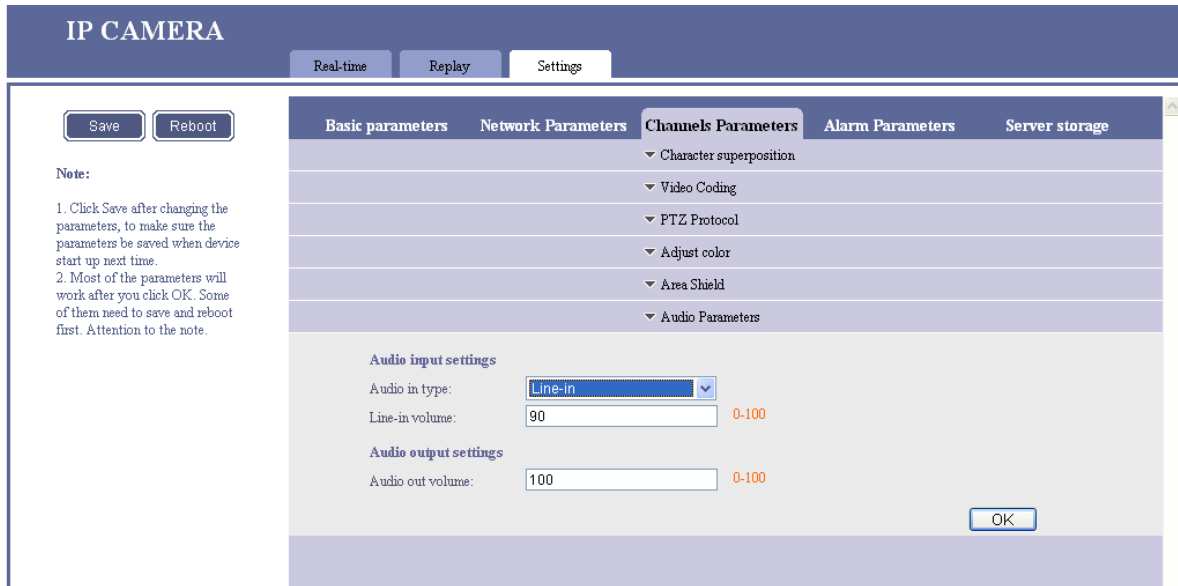 IP CAMERA
Real-time Replay Settings
Save Reboot
Note:
1. Click Save after changing the
parameters, to make sure the
parameters be saved when device
start up next time.
2. Most of the parameters will
work after you click OK. Some
of them need to save and reboot
first. Attention to the note.
Basic parameters Network Parameters Channels Parameters Alarm Parameters Server storage
Character superposition
Video Coding
PTZ Protocol
Adjust color
Area Shield
Audio Parameters
Audio input settings
Audio in type: Line-in
Line-in volume: 90 0-100
Audio output settings
Audio out volume: 100 0-100
OK